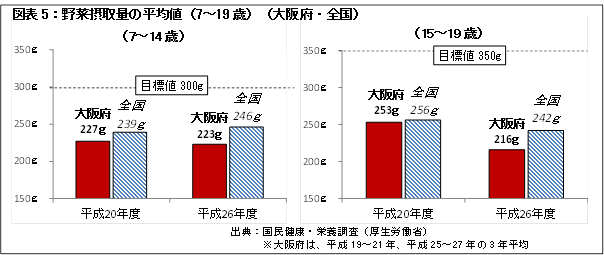 図表5：野菜摂取量の平均値（7～19歳）（大阪府・全国）
（7～14歳）
350g
300g
250g
200g
150g
目標値 300g
大阪府
227g
全国
239g
大阪府
223g
全国
246g
平成20年度
平成26年度
（15～19歳）
350g
300g
250g
200g
150g
目標値 350g
大阪府
253g
全国
256g
大阪府
216g
全国
242g
平成20年度
平成26年度
出典：国民健康・栄養調査（厚生労働省）
※大阪府は、平成19～21年、平成25～27年の3年平均